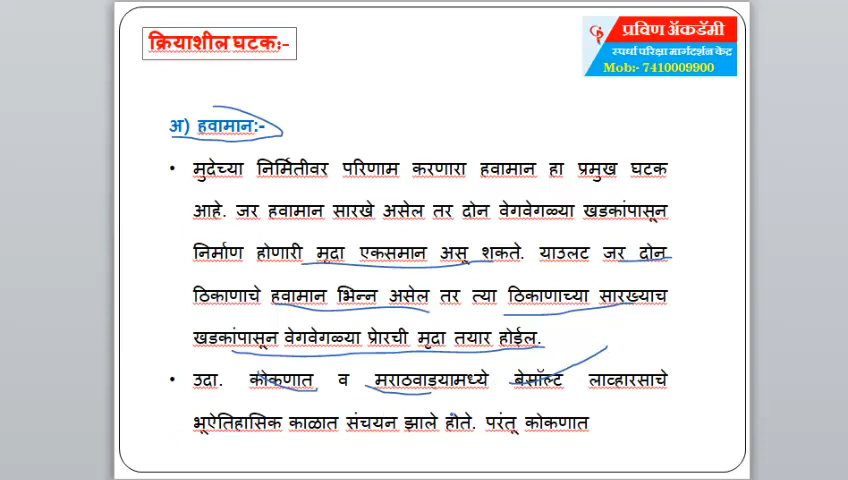 क्रियाशील घटकः-
प्रविण ॲकडॅमी
स्पर्धा परिक्षा मार्गदर्शन केंद्र
Mob:- 7410009900
अ) हवामान:-
• मुदेच्या निर्मितीवर परिणाम करणारा हवामान हा प्रमुख घटक
आहे. जर हवामान सारखे असेल तर दोन वेगवेगळ्या खडकांपासून
निर्माण होणारी मृदा एकसमान असू शकते. याउलट जर दोन
ठिकाणाचे हवामान भिन्न असेल तर त्या ठिकाणाच्या सारख्याच
खडकांपासून वेगवेगळ्या प्रेारची मृदा तयार होईल.
• उदा. कोकणात व मराठवाडयामध्ये बेसॉल्ट लाव्हारसाचे
भूऐतिहासिक काळात संचयन झाले होते. परंतू कोकणात